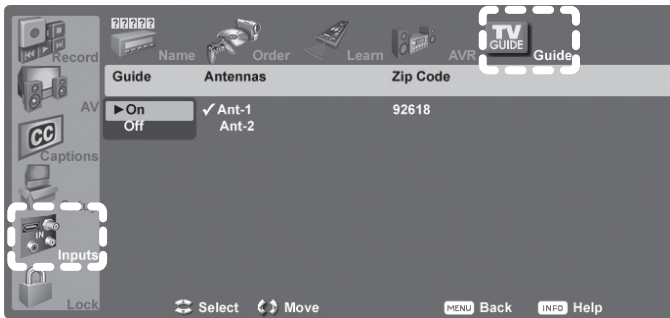 ?????
Record Name Order Learn AVR TV GUIDE Guide
Guide Antennas Zip Code
AV
▶On ✓Ant-1 92618
Off Ant-2
CC
Captions
IN
Inputs
Lock
Select Move MENU Back INFO Help